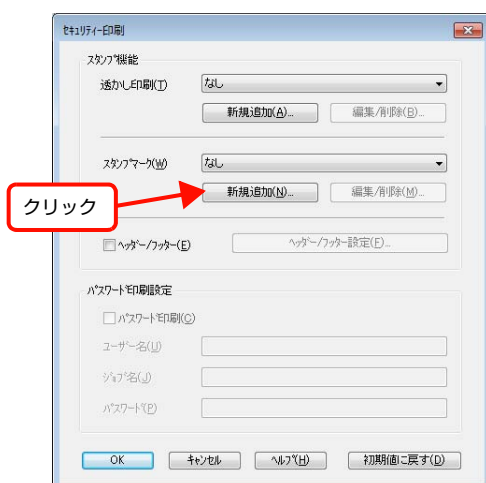 セキュリティー印刷
スタンプ機能
透かし印刷(T)
なし
新規追加(A)...
編集/削除(B)...
スタンプマーク(W)
なし
クリック
新規追加(N)...
編集/削除(M)...
ヘッダー/フッター(E)
ヘッダー/フッター設定(F)...
パスワード印刷設定
パスワード印刷(C)
ユーザー名(U)
ジョブ名(J)
パスワード(P)
OK
キャンセル
ヘルプ(H)
初期値に戻す(D)